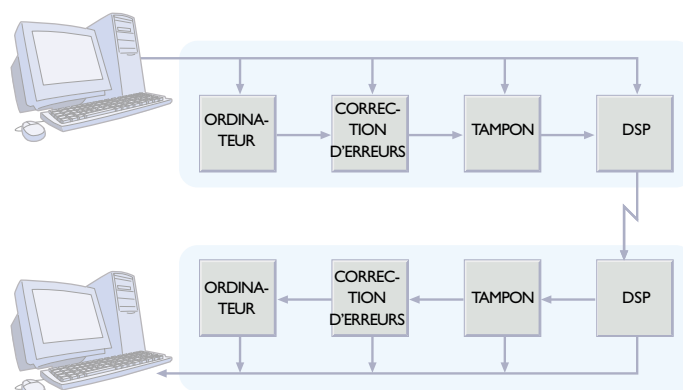 ORDINA-
TEUR
CORREC-
TION
D'ERREURS
TAMPON
DSP
ORDINA-
TEUR
CORREC-
TION
D'ERREURS
TAMPON
DSP